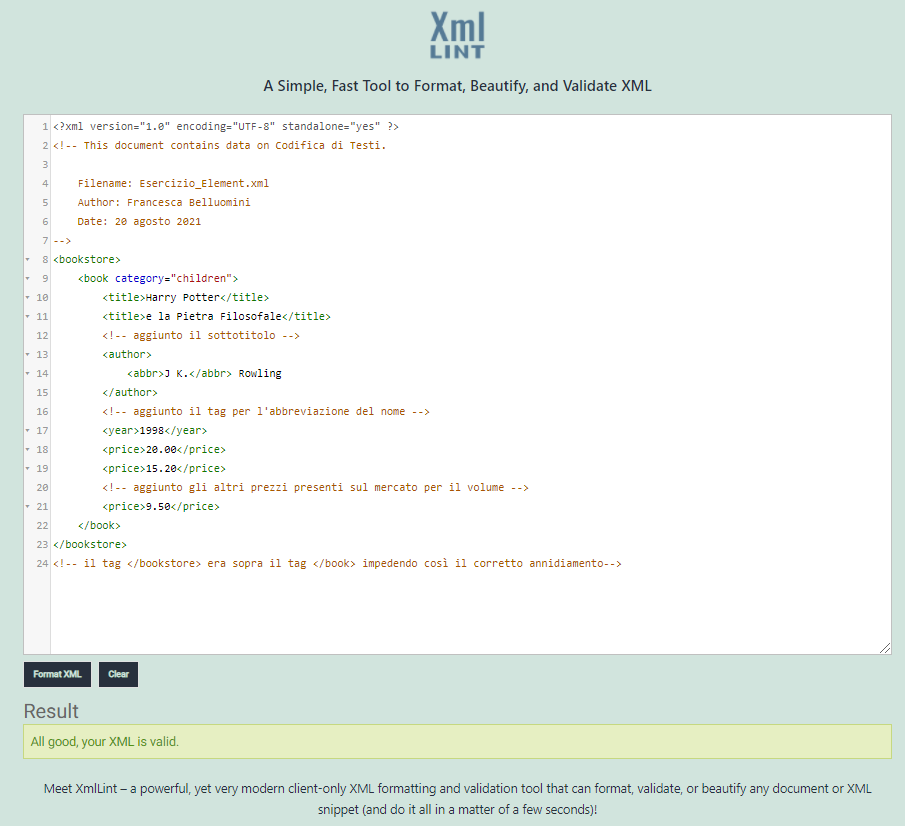 Xml
LINT
A Simple, Fast Tool to Format, Beautify, and Validate XML
1 <?xml version="1.0" encoding="UTF-8" standalone="yes" ?>
2 <!-- This document contains data on Codifica di Testi.
3
4     Filename: Esercizio_Element.xml
5     Author: Francesca Belluomini
6     Date: 20 agosto 2021
7 -->
8 <bookstore>
9     <book category="children">
10         <title>Harry Potter</title>
11         <title>e la Pietra Filosofale</title>
12         <!-- aggiunto il sottotitolo -->
13         <author>
14             <abbr>J K.</abbr> Rowling
15         </author>
16         <!-- aggiunto il tag per l'abbreviazione del nome -->
17         <year>1998</year>
18         <price>20.00</price>
19         <price>15.20</price>
20         <!-- aggiunto gli altri prezzi presenti sul mercato per il volume -->
21         <price>9.50</price>
22     </book>
23 </bookstore>
24 <!-- il tag </bookstore> era sopra il tag </book> impedendo così il corretto annidiamento-->
Format XML Clear
Result
All good, your XML is valid.
Meet XmlLint – a powerful, yet very modern client-only XML formatting and validation tool that can format, validate, or beautify any document or XML
snippet (and do it all in a matter of a few seconds)!